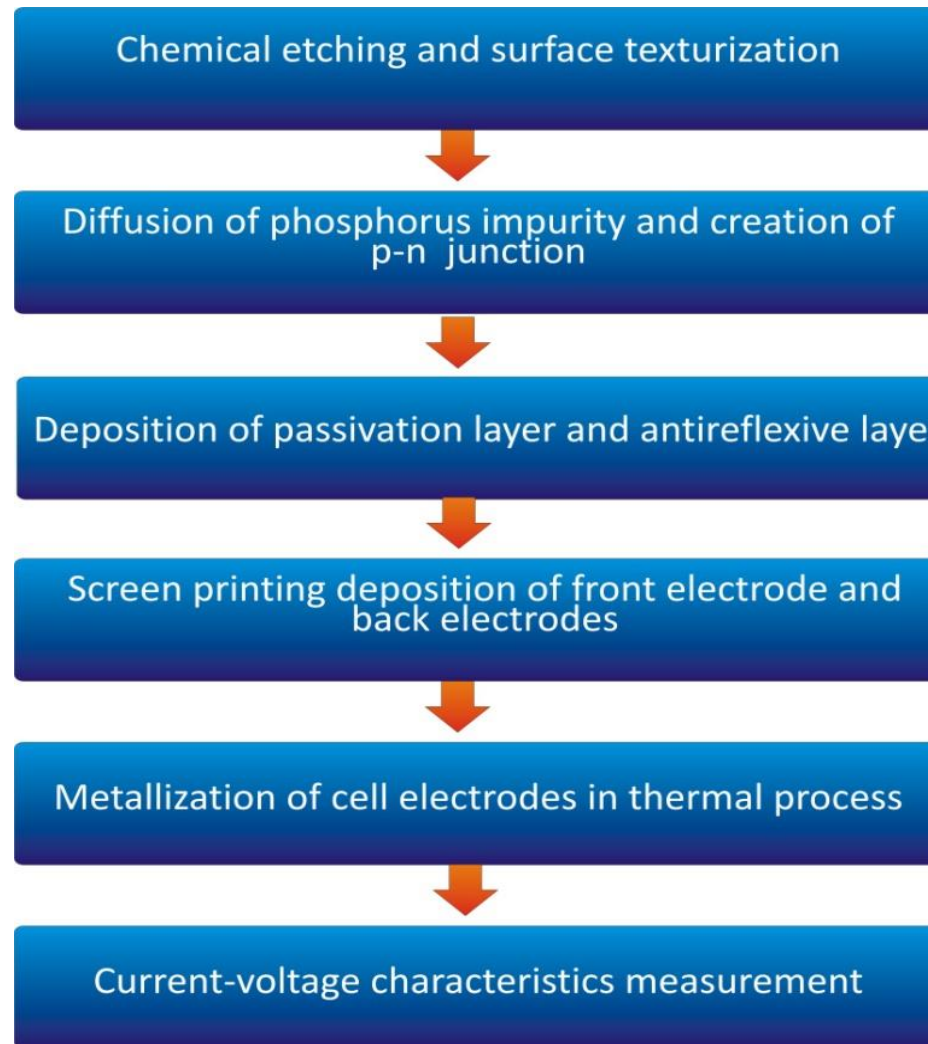 Chemical etching and surface texturization
Diffusion of phosphorus impurity and creation of
p-n junction
Deposition of passivation layer and antireflexive laye
Screen printing deposition of front electrode and
back electrodes
Metallization of cell electrodes in thermal process
Current-voltage characteristics measurement